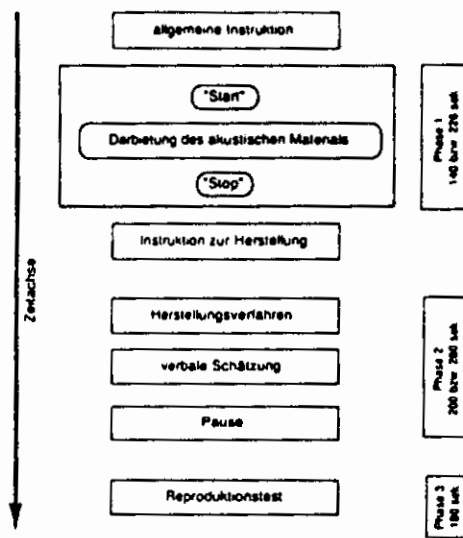 allgemeine Instruktion
"Start"
Darbietung des akustischen Materials
"Stop"
Phase 1
140 bzw 226 sek
Instruktion zur Herstellung
Zeitachse
Herstellungsverfahren
verbale Schätzung
Pause
Phase 2
200 bzw 280 sek
Reproduktionstest
Phase 3
180 sek